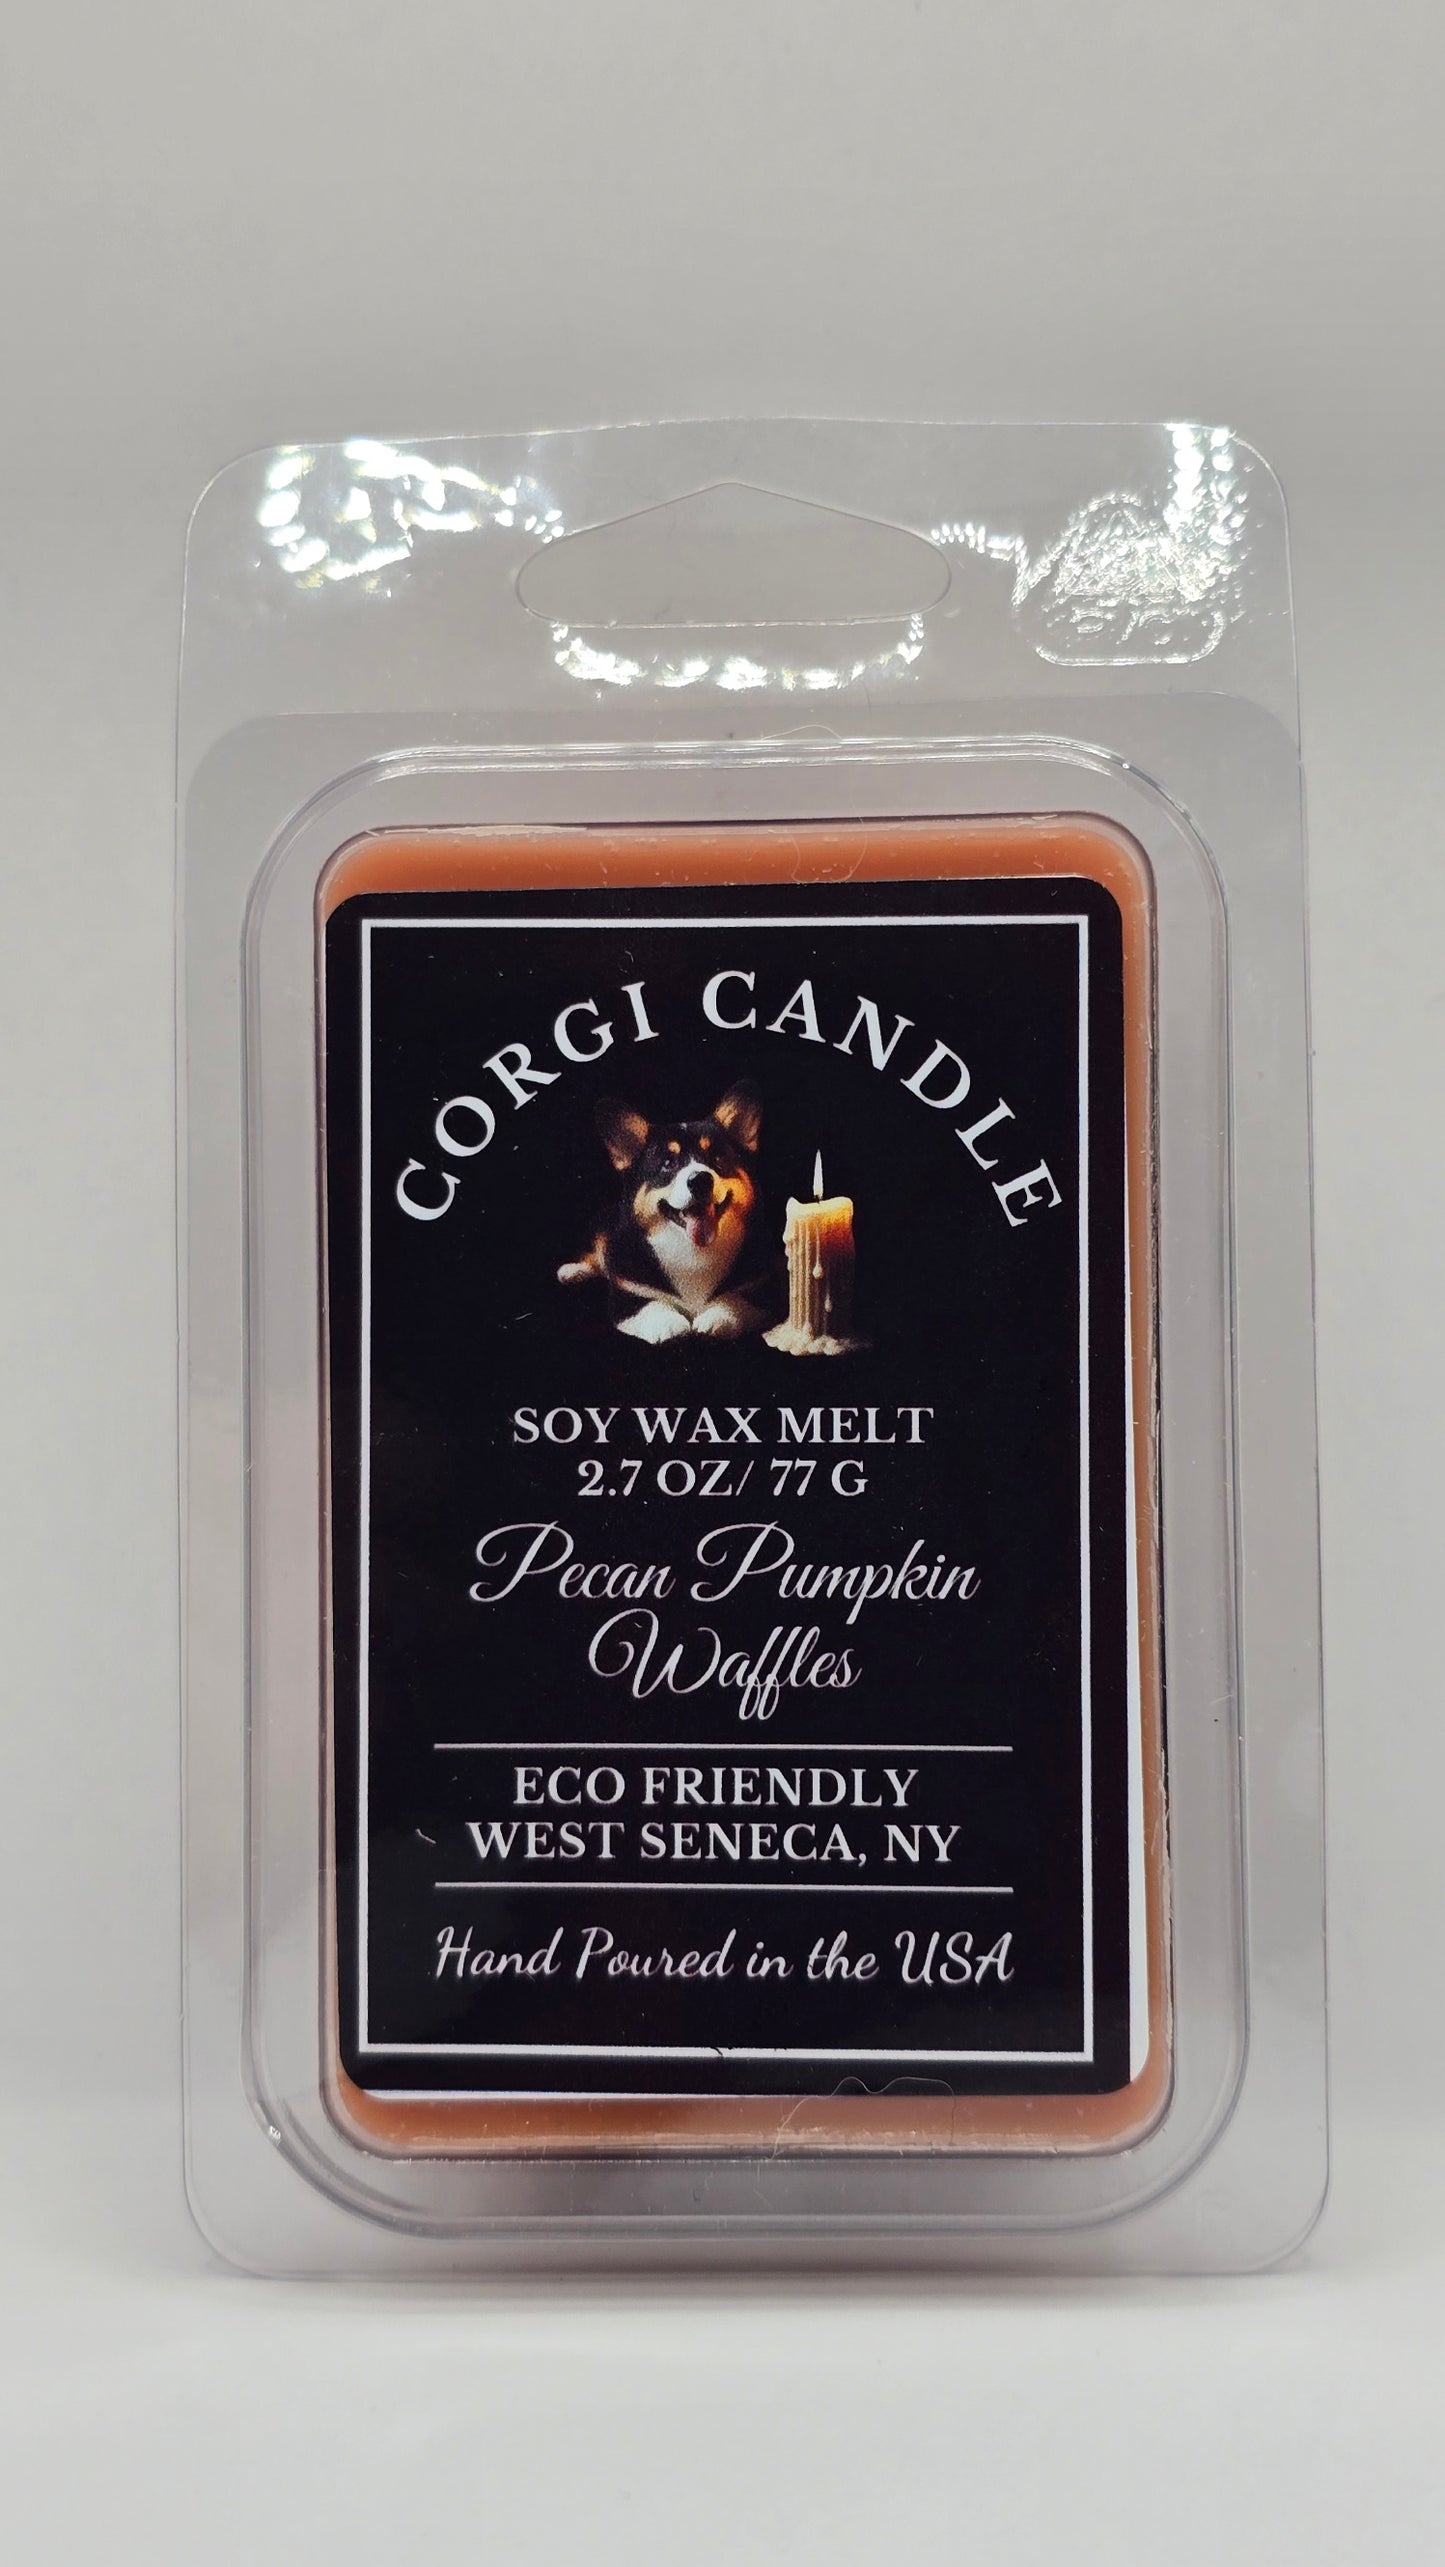 CORGI CANDLE
SOY WAX MELT
2.7 OZ/ 77 G
Pecan Pumpkin
Waffles
ECO FRIENDLY
WEST SENECA, NY
Hand Poured in the USA